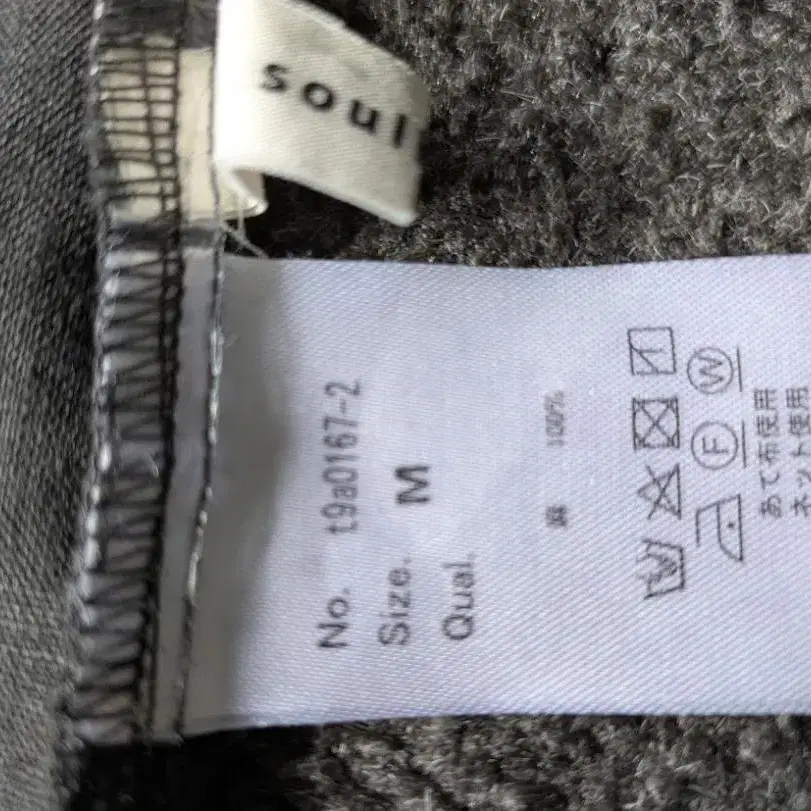 soul
No. t9a0167-2
Size. M
Qual.
麻 100%
F W
あて布使用
ネット使用